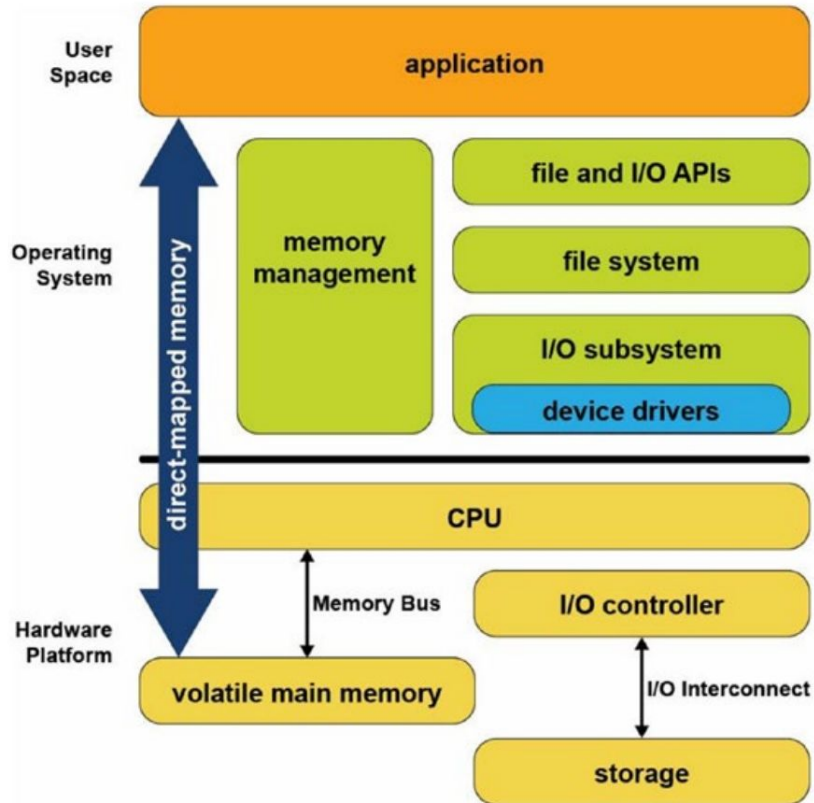 User
Space
application
file and I/O APIs
memory
management
file system
Operating
System
I/O subsystem
device drivers
direct-mapped memory
CPU
Memory Bus
I/O controller
Hardware
Platform
volatile main memory
I/O Interconnect
storage